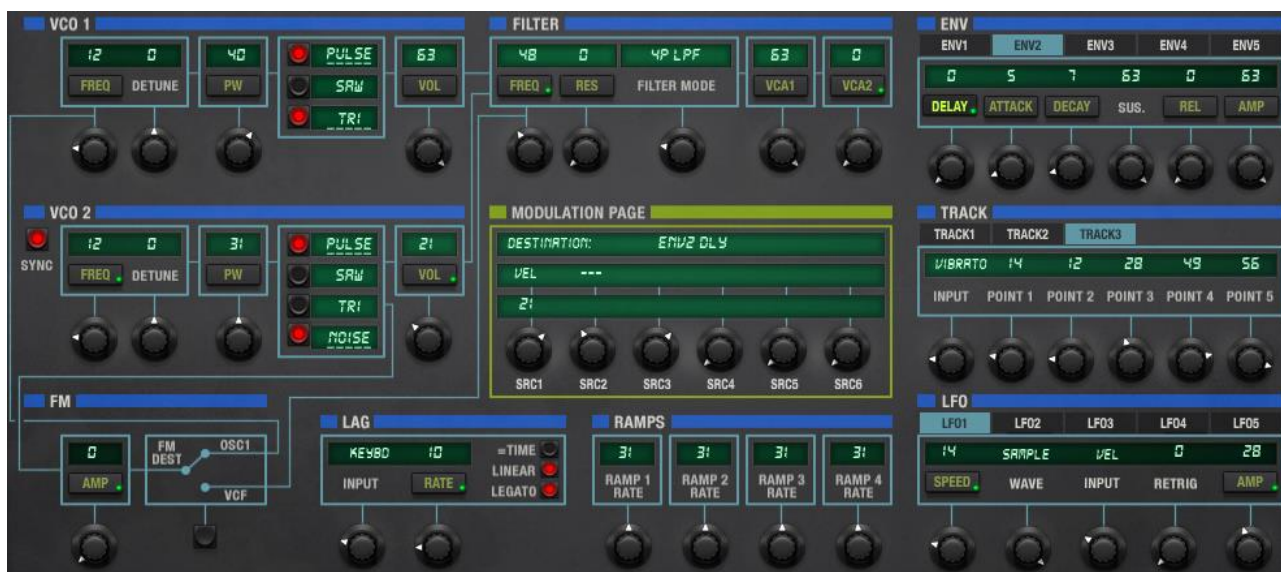 VCO 1
12 0 40 PULSE 63
FREQ DETUNE PW SAW VOL
TRI
FILTER
48 0 4P LPF 63 0
FREQ RES FILTER MODE VCA1 VCA2
ENV
ENV1 ENV2 ENV3 ENV4 ENV5
0 5 7 63 0 63
DELAY ATTACK DECAY SUS. REL AMP
VCO 2
SYNC
12 0 31 PULSE 21
FREQ DETUNE PW SAW VOL
TRI
NOISE
MODULATION PAGE
DESTINATION: ENV2 DLY
VEL ---
21
SRC1 SRC2 SRC3 SRC4 SRC5 SRC6
TRACK
TRACK1 TRACK2 TRACK3
VIBRATO 14 12 28 49 56
INPUT POINT 1 POINT 2 POINT 3 POINT 4 POINT 5
FM
0
AMP
FM DEST
OSC1
VCF
LAG
KEYBD 10
INPUT RATE
=TIME
LINEAR
LEGATO
RAMPS
31 31 31 31
RAMP 1 RATE RAMP 2 RATE RAMP 3 RATE RAMP 4 RATE
LFO
LFO1 LFO2 LFO3 LFO4 LFO5
14 SAMPLE VEL 0 28
SPEED WAVE INPUT RETRIG AMP